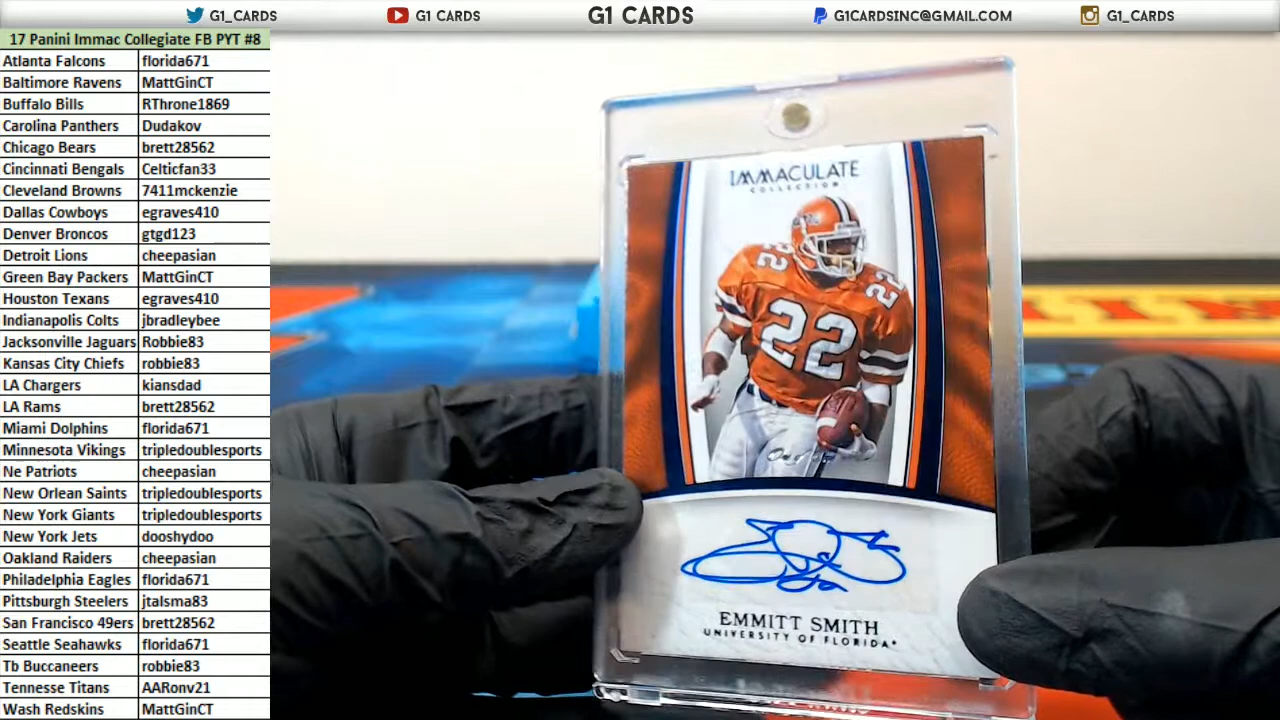 G1_CARDS
G1 CARDS
G1 CARDS
G1CARDSINC@GMAIL.COM
G1_CARDS
17 Panini Immac Collegiate FB PYT #8
Atlanta Falcons florida671
Baltimore Ravens MattGinCT
Buffalo Bills RThrone1869
Carolina Panthers Dudakov
Chicago Bears brett28562
Cincinnati Bengals Celticfan33
Cleveland Browns 7411mckenzie
Dallas Cowboys egraves410
Denver Broncos gtgd123
Detroit Lions cheepasian
Green Bay Packers MattGinCT
Houston Texans egraves410
Indianapolis Colts jbradleybee
Jacksonville Jaguars Robbie83
Kansas City Chiefs robbie83
LA Chargers kiansdad
LA Rams brett28562
Miami Dolphins florida671
Minnesota Vikings tripledoublesports
Ne Patriots cheepasian
New Orlean Saints tripledoublesports
New York Giants tripledoublesports
New York Jets dooshydoo
Oakland Raiders cheepasian
Philadelphia Eagles florida671
Pittsburgh Steelers jtalsma83
San Francisco 49ers brett28562
Seattle Seahawks florida671
Tb Buccaneers robbie83
Tennesse Titans AARonv21
Wash Redskins MattGinCT
IMMACULATE
COLLECTION
22 22
22
EMMITT SMITH
UNIVERSITY OF FLORIDA